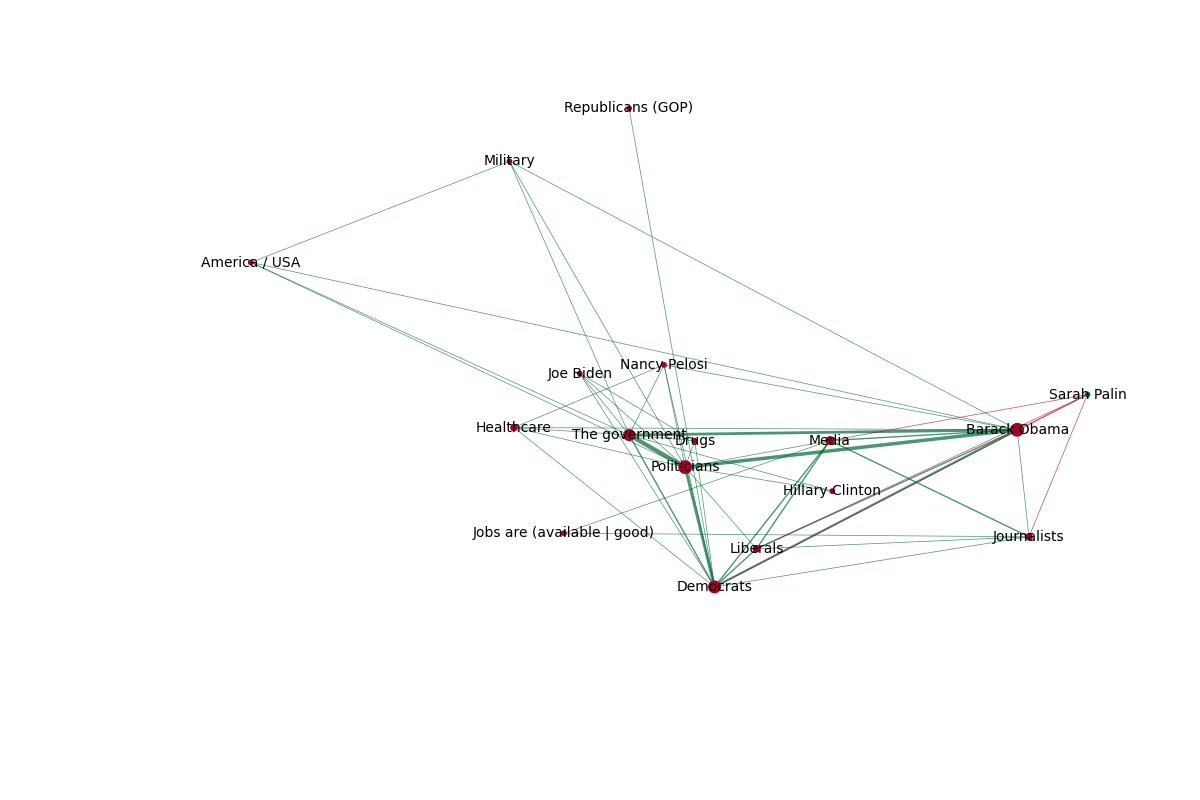 Republicans (GOP)
Military
America / USA
Nancy Pelosi
Joe Biden
Sarah Palin
Healthcare
Barack Obama
The government
Drugs
Media
Politicians
Hillary Clinton
Jobs are (available | good)
Journalists
Liberals
Democrats